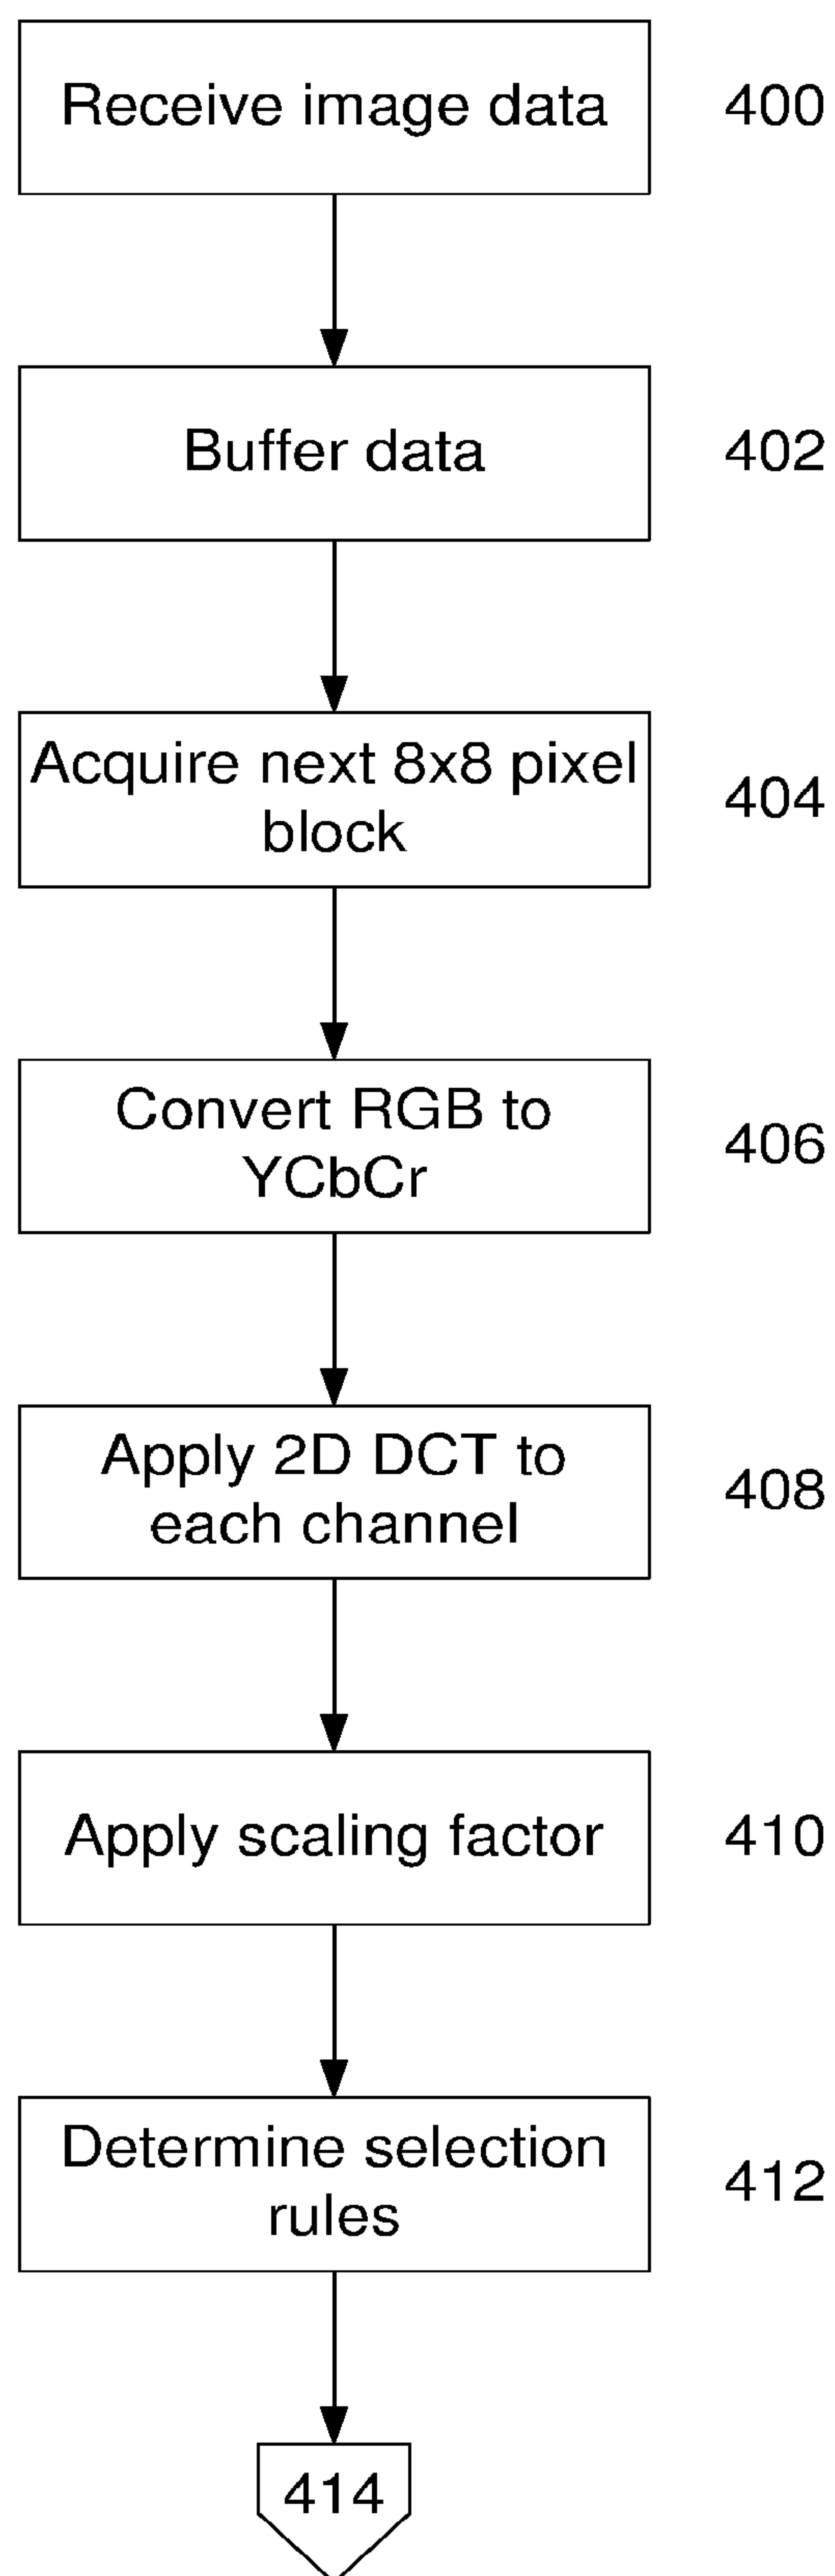 Receive image data
400
Buffer data
402
Acquire next 8x8 pixel
block
404
Convert RGB to
YCbCr
406
Apply 2D DCT to
each channel
408
Apply scaling factor
410
Determine selection
rules
412
414